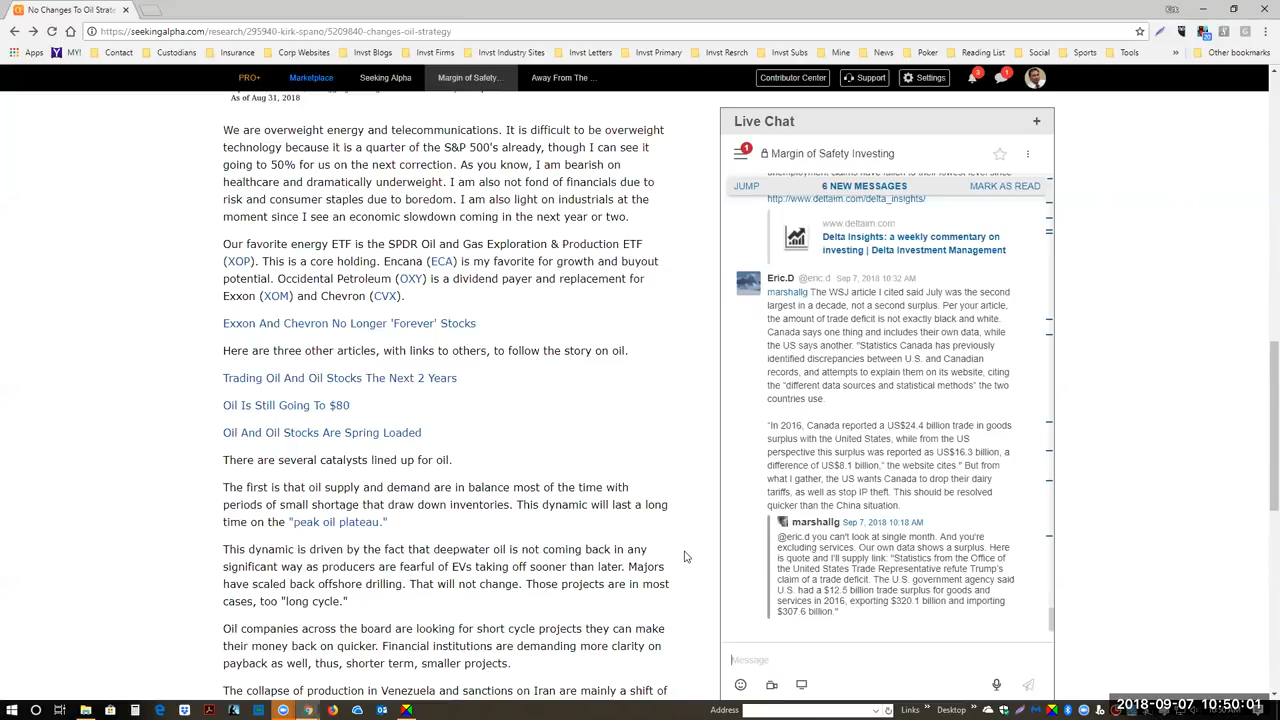 No Changes To Oil Strate
https://seekingalpha.com/research/295940-kirk-spano/5209840-changes-oil-strategy
Apps
MY!
Contact
Custodians
Insurance
Corp Websites
Invst Blogs
Invst Firms
Invst Industry Sites
Invst Letters
Invst Primary
Invst Resrch
Invst Subs
Mine
News
Poker
Reading List
Social
Sports
Tools
Other bookmarks
PRO+
Marketplace
Seeking Alpha
Margin of Safety...
Away From The ...
Contributor Center
Support
Settings
As of Aug 31, 2018
We are overweight energy and telecommunications. It is difficult to be overweight
technology because it is a quarter of the S&P 500's already, though I can see it
going to 50% for us on the next correction. As you know, I am bearish on
healthcare and dramatically underweight. I am also not fond of financials due to
risk and consumer staples due to boredom. I am also light on industrials at the
moment since I see an economic slowdown coming in the next year or two.
Our favorite energy ETF is the SPDR Oil and Gas Exploration & Production ETF
(XOP). This is a core holding. Encana (ECA) is my favorite for growth and buyout
potential. Occidental Petroleum (OXY) is a dividend payer and replacement for
Exxon (XOM) and Chevron (CVX).
Exxon And Chevron No Longer 'Forever' Stocks
Here are three other articles, with links to others, to follow the story on oil.
Trading Oil And Oil Stocks The Next 2 Years
Oil Is Still Going To $80
Oil And Oil Stocks Are Spring Loaded
There are several catalysts lined up for oil.
The first is that oil supply and demand are in balance most of the time with
periods of small shortage that draw down inventories. This dynamic will last a long
time on the "peak oil plateau."
This dynamic is driven by the fact that deepwater oil is not coming back in any
significant way as producers are fearful of EVs taking off sooner than later. Majors
have scaled back offshore drilling. That will not change. Those projects are in most
cases, too "long cycle."
Oil companies across the board are looking for short cycle projects they can make
their money back on quicker. Financial institutions are demanding more clarity on
payback as well, thus, shorter term, smaller projects.
The collapse of production in Venezuela and sanctions on Iran are mainly a shift of
Live Chat
+
1
Margin of Safety Investing
JUMP
6 NEW MESSAGES
MARK AS READ
http://www.deltaim.com/delta_insights/
www.deltaim.com
Delta Insights: a weekly commentary on
investing | Delta Investment Management
Eric.D @eric.d Sep 7, 2018 10:32 AM
marshallg The WSJ article I cited said July was the second
largest in a decade, not a second surplus. Per your article,
the amount of trade deficit is not exactly black and white.
Canada says one thing and includes their own data, while
the US says another. "Statistics Canada has previously
identified discrepancies between U.S. and Canadian
records, and attempts to explain them on its website, citing
the "different data sources and statistical methods" the two
countries use.
"In 2016, Canada reported a US$24.4 billion trade in goods
surplus with the United States, while from the US
perspective this surplus was reported as US$16.3 billion, a
difference of US$8.1 billion," the website cites " But from
what I gather, the US wants Canada to drop their dairy
tariffs, as well as stop IP theft. This should be resolved
quicker than the China situation.
marshallg Sep 7, 2018 10:18 AM
@eric.d you can't look at single month. And you're
excluding services. Our own data shows a surplus. Here
is quote and I'll supply link: "Statistics from the Office of
the United States Trade Representative refute Trump's
claim of a trade deficit. The U.S. government agency said
U.S. had a $12.5 billion trade surplus for goods and
services in 2016, exporting $320.1 billion and importing
$307.6 billion."
Message
Address
Links
Desktop
2018-09-07 10:50:01